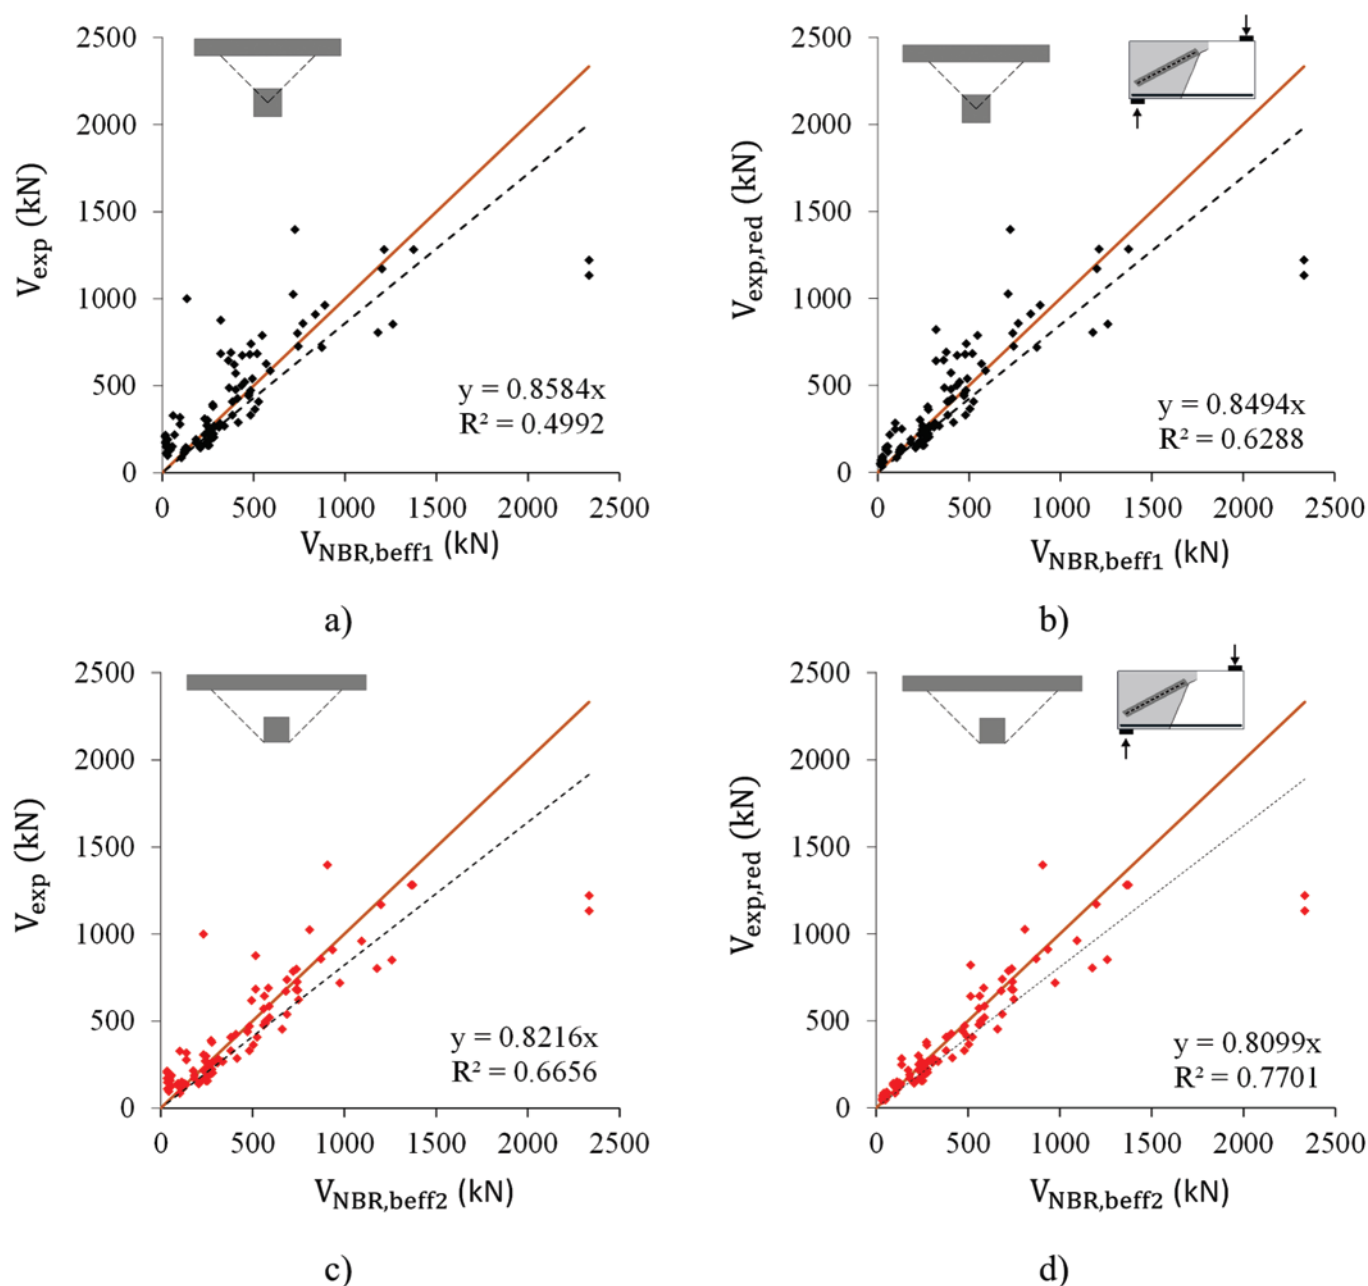 2500
2000
1500
1000
500
0
V_exp (kN)
y = 0.8584x
R² = 0.4992
0 500 1000 1500 2000 2500
V_NBR,beff1 (kN)
a)
2500
2000
1500
1000
500
0
V_exp,red (kN)
y = 0.8494x
R² = 0.6288
0 500 1000 1500 2000 2500
V_NBR,beff1 (kN)
b)
2500
2000
1500
1000
500
0
V_exp (kN)
y = 0.8216x
R² = 0.6656
0 500 1000 1500 2000 2500
V_NBR,beff2 (kN)
c)
2500
2000
1500
1000
500
0
V_exp,red (kN)
y = 0.8099x
R² = 0.7701
0 500 1000 1500 2000 2500
V_NBR,beff2 (kN)
d)